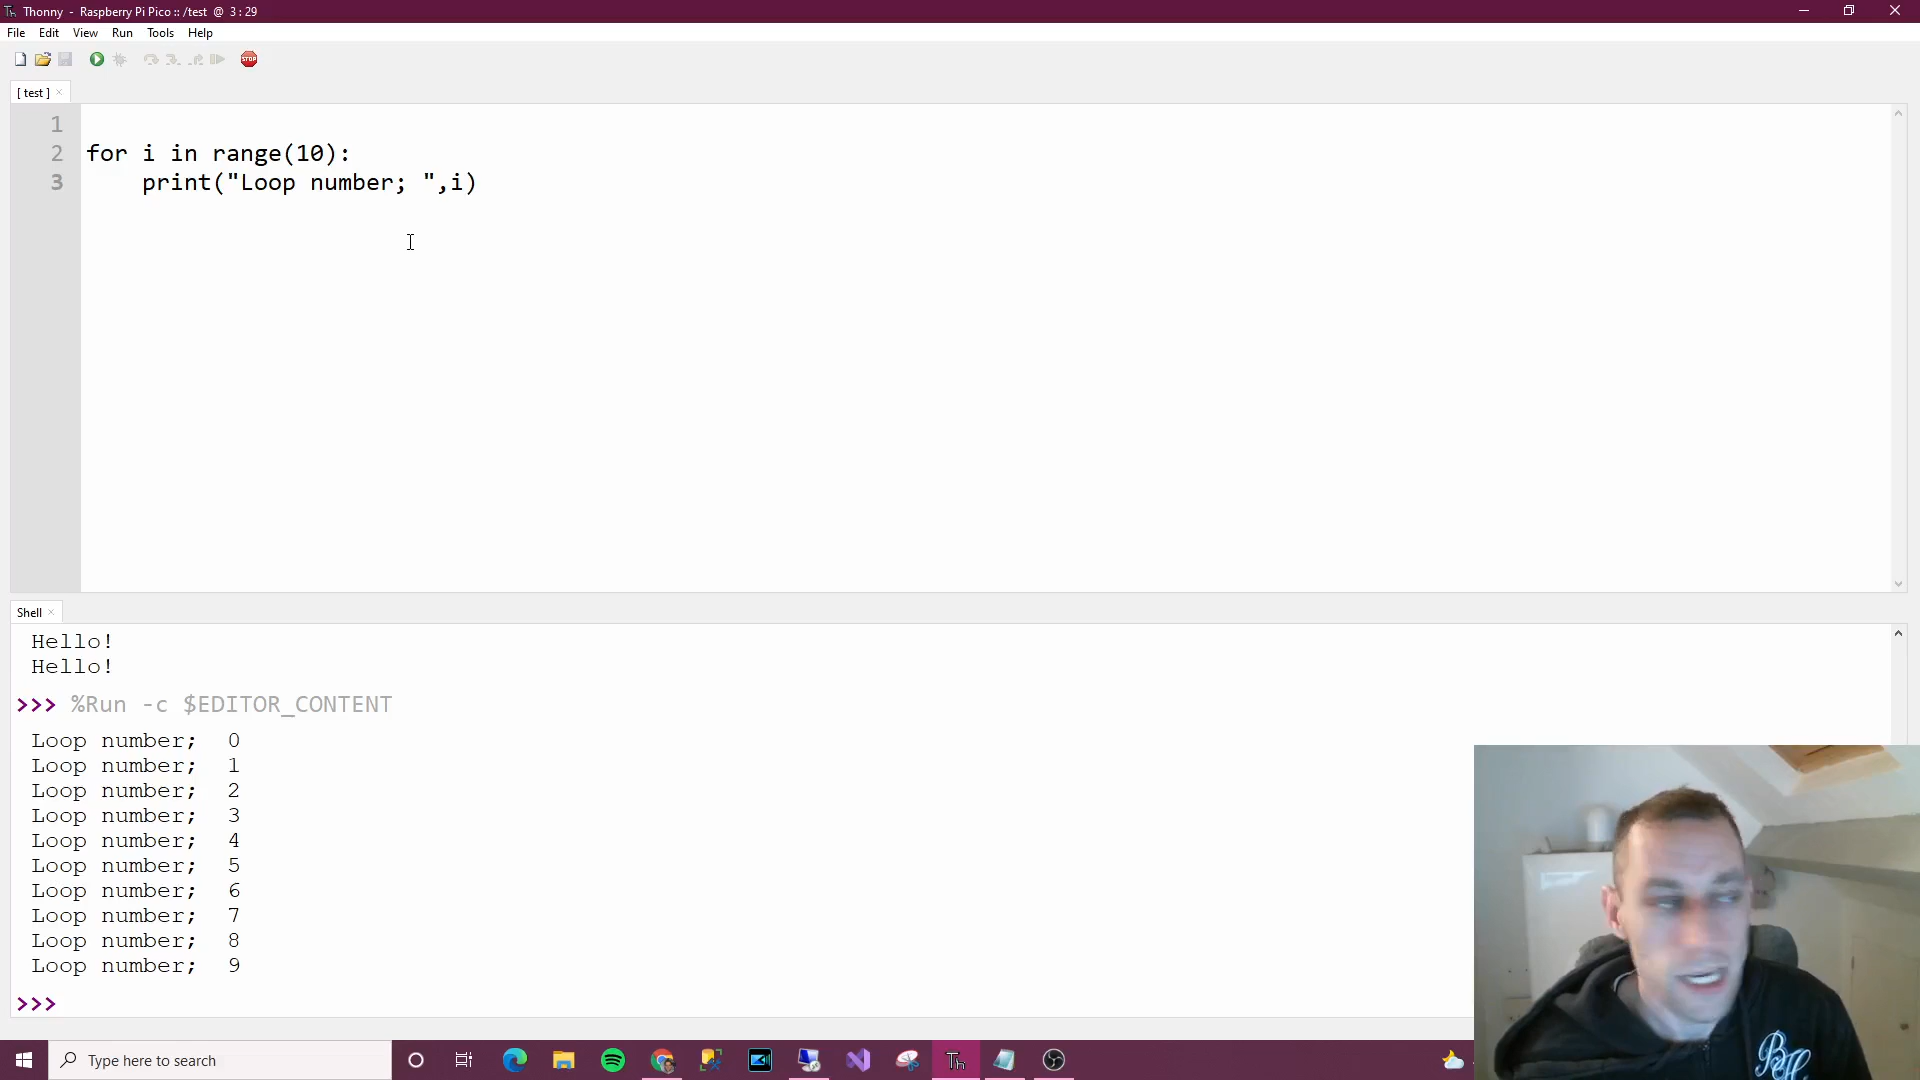 Thonny - Raspberry Pi Pico :: /test @ 3 : 29
File Edit View Run Tools Help
STOP
[ test ] ×
1
2 for i in range(10):
3 print("Loop number; ",i)
Shell ×
Hello!
Hello!
>>> %Run -c $EDITOR_CONTENT
Loop number;  0
Loop number;  1
Loop number;  2
Loop number;  3
Loop number;  4
Loop number;  5
Loop number;  6
Loop number;  7
Loop number;  8
Loop number;  9
>>>
Type here to search
Th